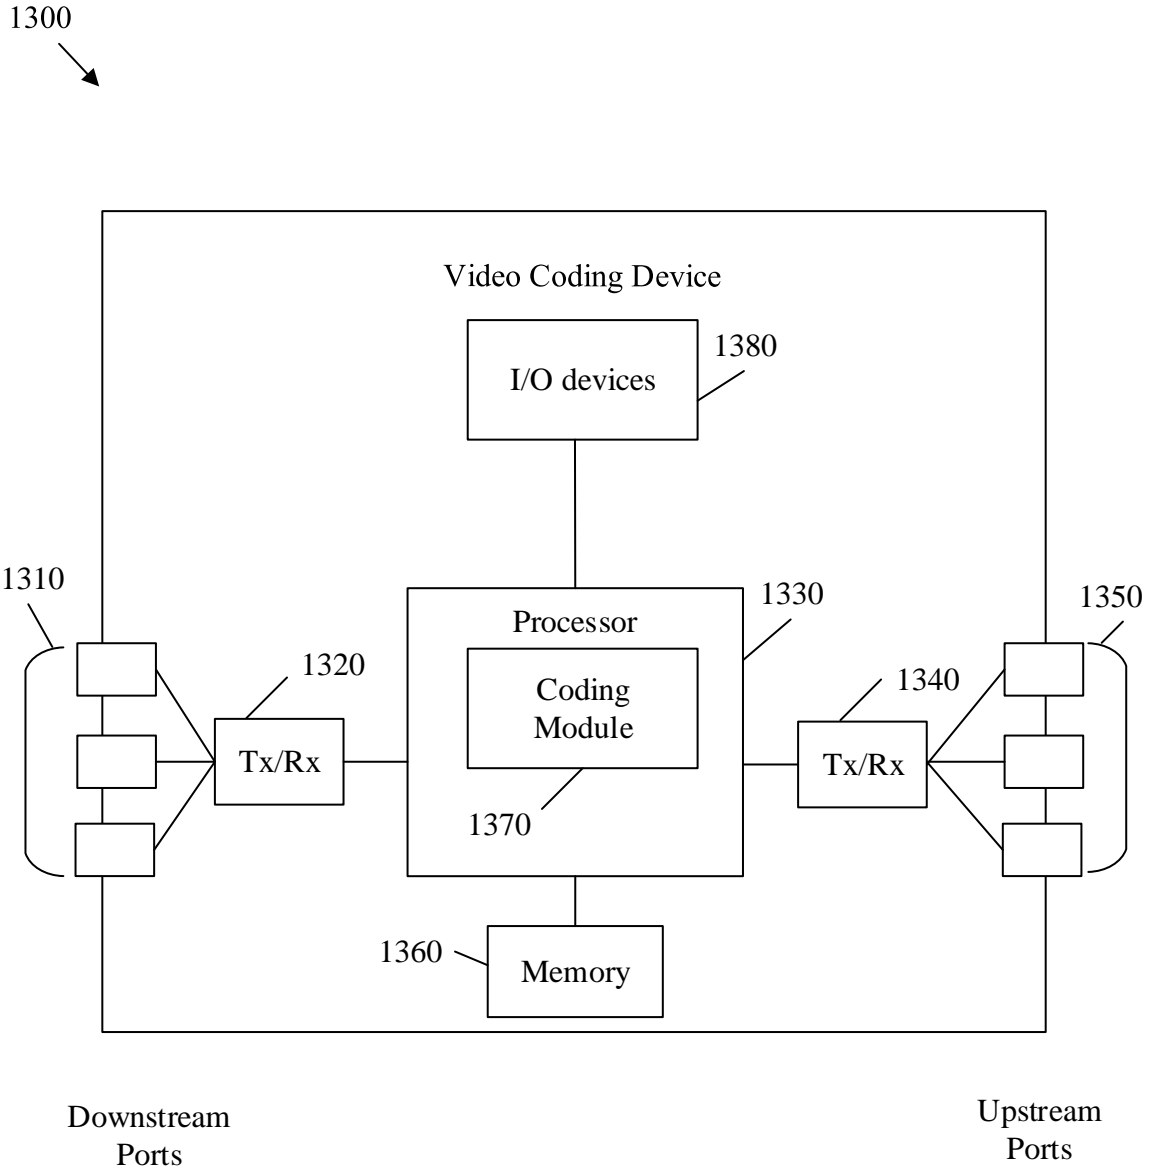 1300
Video Coding Device
I/O devices
1380
1310
1330
1350
Processor
1320
1340
Coding
Module
Tx/Rx
Tx/Rx
1370
1360
Memory
Downstream
Ports
Upstream
Ports